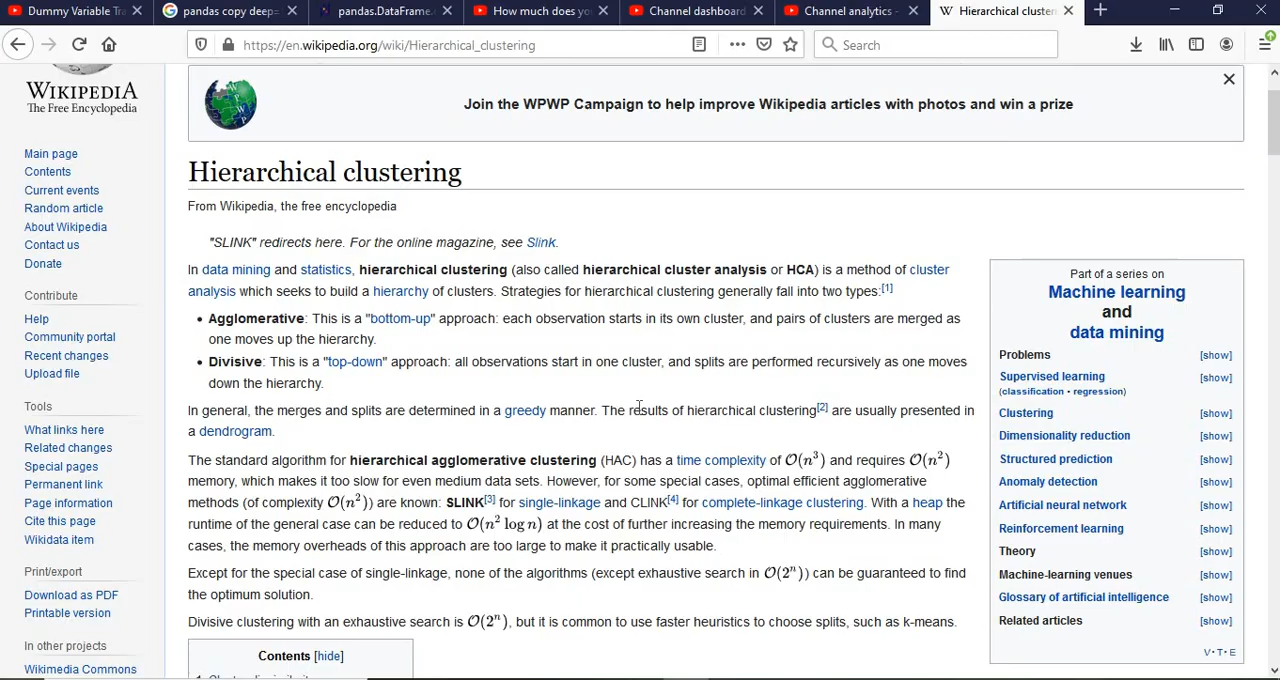 Dummy Variable Tra
pandas copy deep=
pandas.DataFrame.
How much does yo
Channel dashboard
Channel analytics -
Hierarchical cluster
https://en.wikipedia.org/wiki/Hierarchical_clustering
Search
WIKIPEDIA
The Free Encyclopedia
Main page
Contents
Current events
Random article
About Wikipedia
Contact us
Donate
Contribute
Help
Community portal
Recent changes
Upload file
Tools
What links here
Related changes
Special pages
Permanent link
Page information
Cite this page
Wikidata item
Print/export
Download as PDF
Printable version
In other projects
Wikimedia Commons
Join the WPWP Campaign to help improve Wikipedia articles with photos and win a prize
Hierarchical clustering
From Wikipedia, the free encyclopedia
"SLINK" redirects here. For the online magazine, see Slink.
In data mining and statistics, hierarchical clustering (also called hierarchical cluster analysis or HCA) is a method of cluster
analysis which seeks to build a hierarchy of clusters. Strategies for hierarchical clustering generally fall into two types:[1]
• Agglomerative: This is a "bottom-up" approach: each observation starts in its own cluster, and pairs of clusters are merged as
one moves up the hierarchy.
• Divisive: This is a "top-down" approach: all observations start in one cluster, and splits are performed recursively as one moves
down the hierarchy.
In general, the merges and splits are determined in a greedy manner. The results of hierarchical clustering[2] are usually presented in
a dendrogram.
The standard algorithm for hierarchical agglomerative clustering (HAC) has a time complexity of O(n³) and requires O(n²)
memory, which makes it too slow for even medium data sets. However, for some special cases, optimal efficient agglomerative
methods (of complexity O(n²)) are known: SLINK[3] for single-linkage and CLINK[4] for complete-linkage clustering. With a heap the
runtime of the general case can be reduced to O(n² log n) at the cost of further increasing the memory requirements. In many
cases, the memory overheads of this approach are too large to make it practically usable.
Except for the special case of single-linkage, none of the algorithms (except exhaustive search in O(2ⁿ)) can be guaranteed to find
the optimum solution.
Divisive clustering with an exhaustive search is O(2ⁿ), but it is common to use faster heuristics to choose splits, such as k-means.
Contents [hide]
Part of a series on
Machine learning
and
data mining
Problems [show]
Supervised learning [show]
(classification • regression)
Clustering [show]
Dimensionality reduction [show]
Structured prediction [show]
Anomaly detection [show]
Artificial neural network [show]
Reinforcement learning [show]
Theory [show]
Machine-learning venues [show]
Glossary of artificial intelligence [show]
Related articles [show]
V • T • E